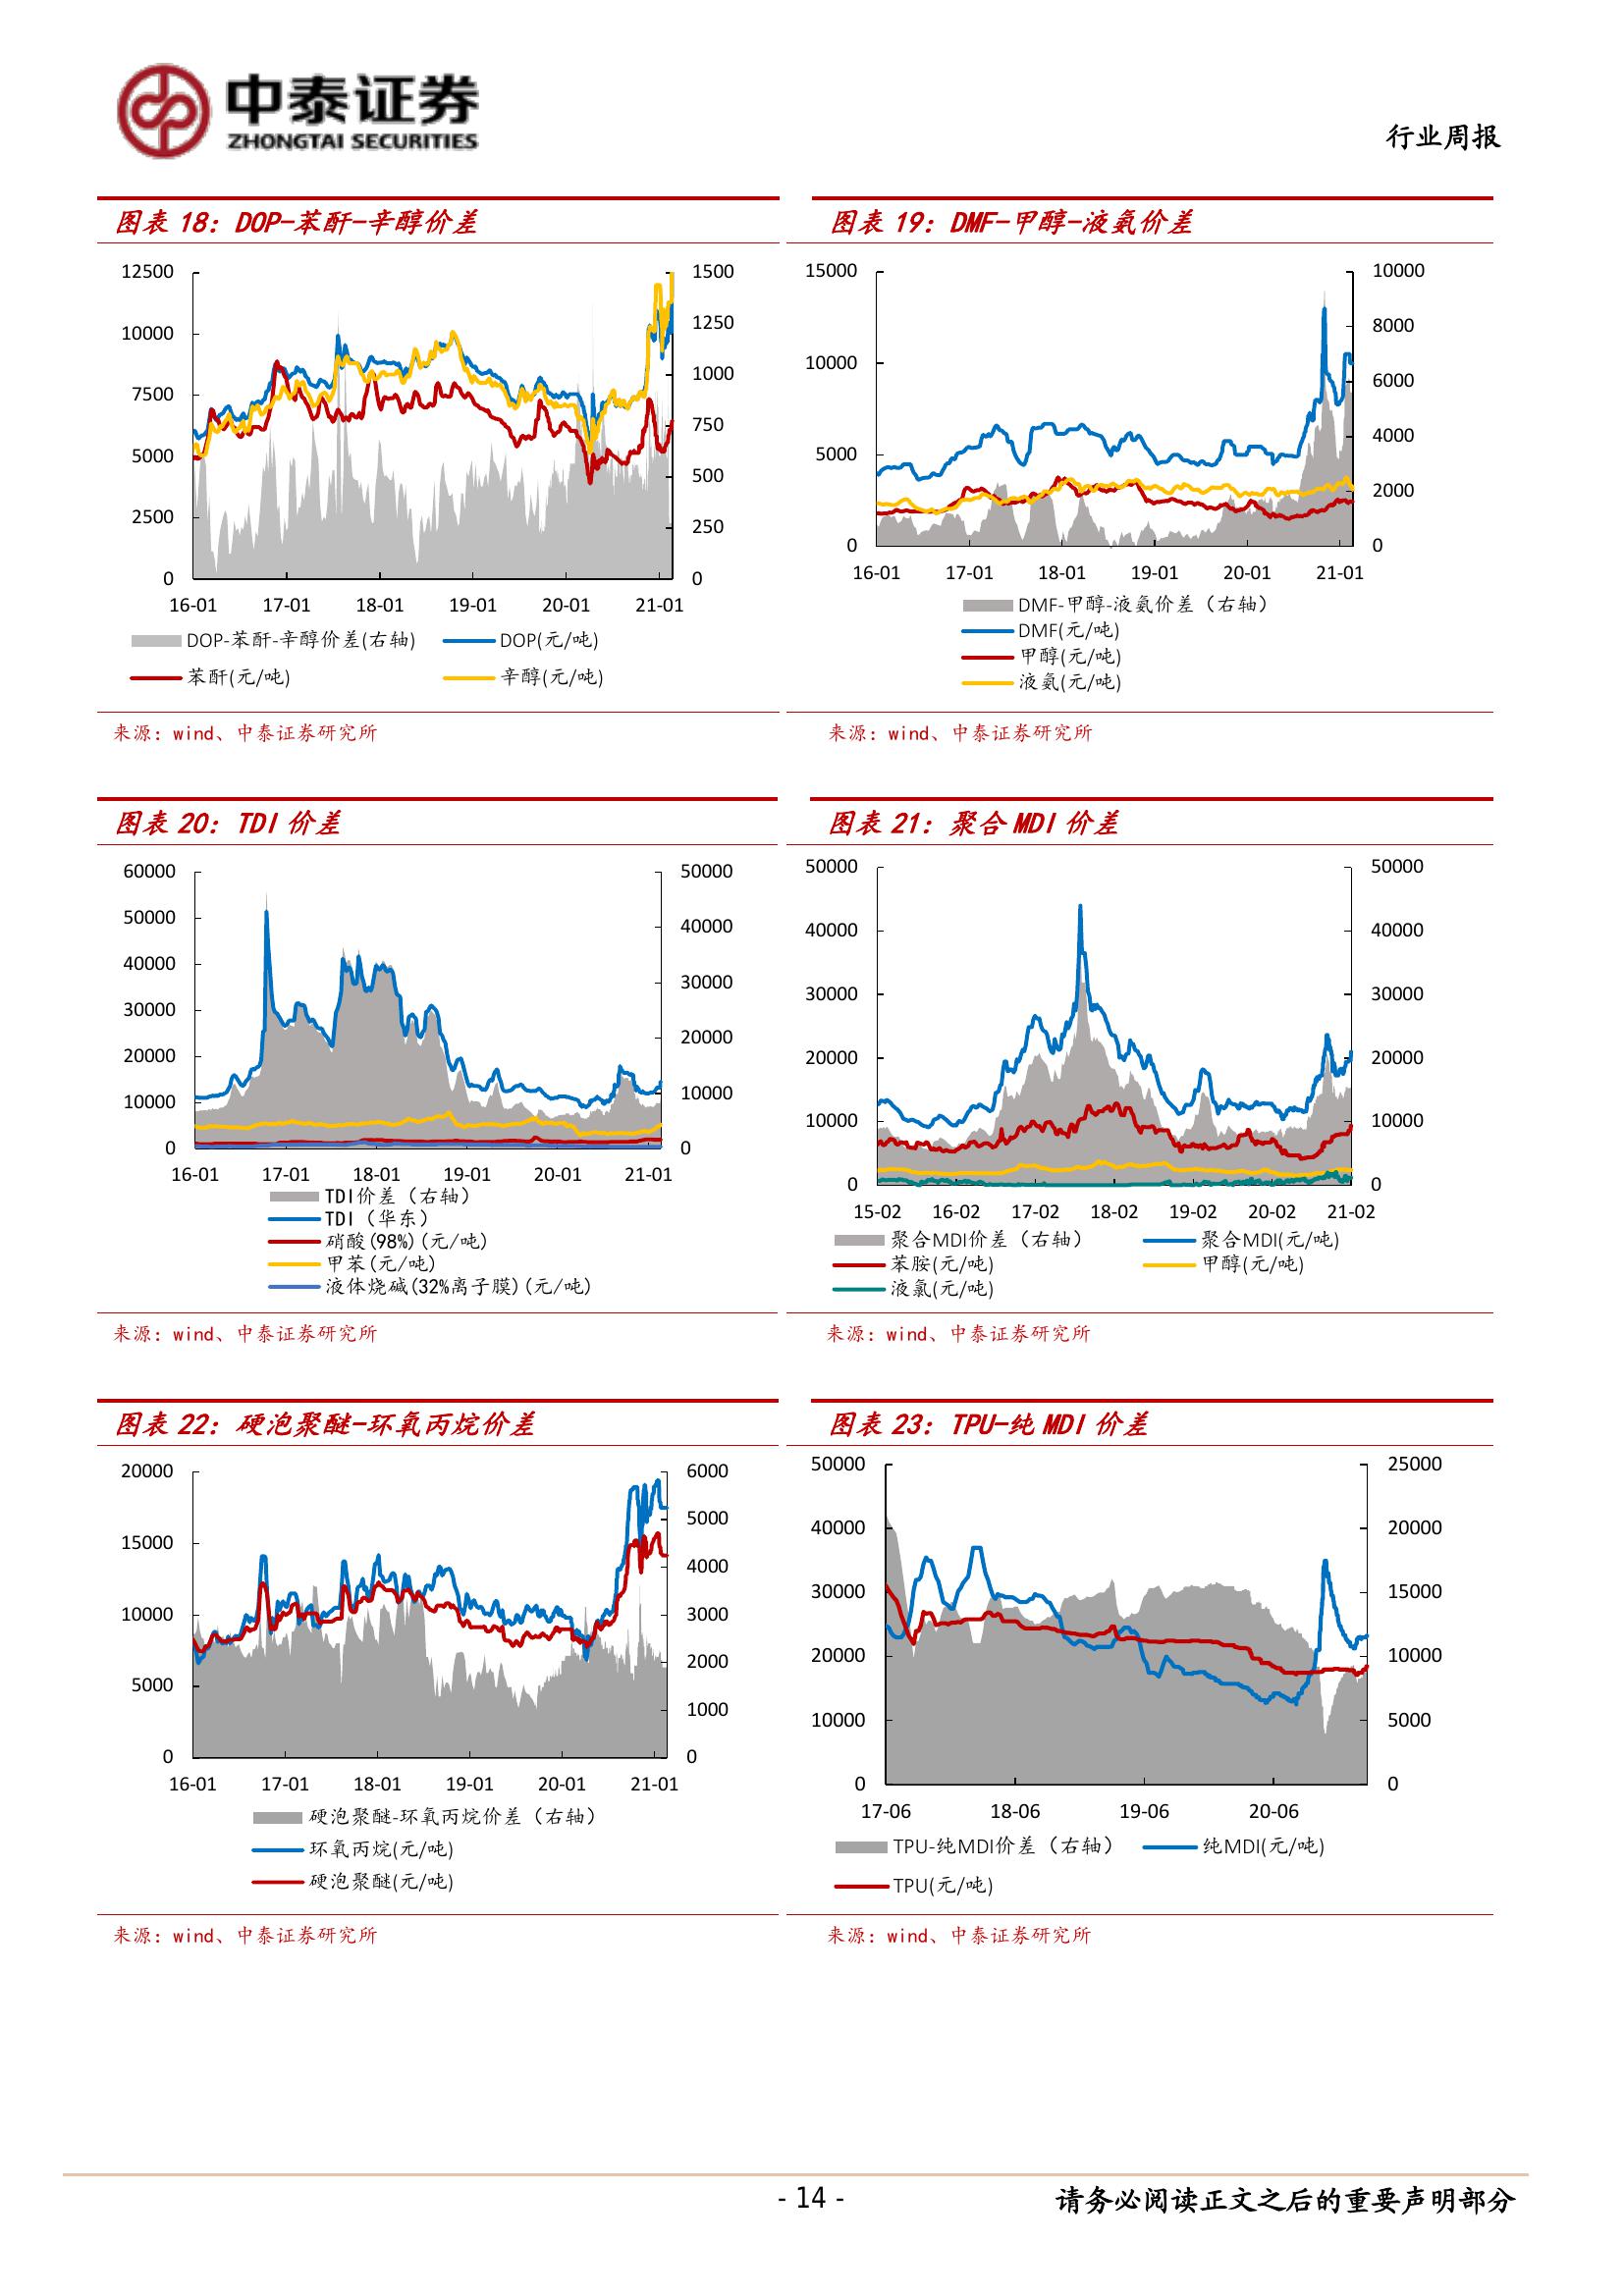 中泰证券
ZHONGTAI SECURITIES
行业周报
图表 18：DOP-苯酐-辛醇价差
12500
10000
7500
5000
2500
0
1500
1250
1000
750
500
250
0
16-01 17-01 18-01 19-01 20-01 21-01
DOP-苯酐-辛醇价差(右轴) DOP(元/吨)
苯酐(元/吨) 辛醇(元/吨)
来源：wind、中泰证券研究所
图表 19：DMF-甲醇-液氨价差
15000
10000
5000
0
10000
8000
6000
4000
2000
0
16-01 17-01 18-01 19-01 20-01 21-01
DMF-甲醇-液氨价差（右轴）
DMF(元/吨)
甲醇(元/吨)
液氨(元/吨)
来源：wind、中泰证券研究所
图表 20：TDI 价差
60000
50000
40000
30000
20000
10000
0
50000
40000
30000
20000
10000
0
16-01 17-01 18-01 19-01 20-01 21-01
TDI价差（右轴）
TDI（华东）
硝酸(98%)(元/吨)
甲苯(元/吨)
液体烧碱(32%离子膜)(元/吨)
来源：wind、中泰证券研究所
图表 21：聚合 MDI 价差
50000
40000
30000
20000
10000
0
50000
40000
30000
20000
10000
0
15-02 16-02 17-02 18-02 19-02 20-02 21-02
聚合MDI价差（右轴） 聚合MDI(元/吨)
苯胺(元/吨) 甲醇(元/吨)
液氯(元/吨)
来源：wind、中泰证券研究所
图表 22：硬泡聚醚-环氧丙烷价差
20000
15000
10000
5000
0
6000
5000
4000
3000
2000
1000
0
16-01 17-01 18-01 19-01 20-01 21-01
硬泡聚醚-环氧丙烷价差（右轴）
环氧丙烷(元/吨)
硬泡聚醚(元/吨)
来源：wind、中泰证券研究所
图表 23：TPU-纯 MDI 价差
50000
40000
30000
20000
10000
0
25000
20000
15000
10000
5000
0
17-06 18-06 19-06 20-06
TPU-纯MDI价差（右轴） 纯MDI(元/吨)
TPU(元/吨)
来源：wind、中泰证券研究所
- 14 -
请务必阅读正文之后的重要声明部分